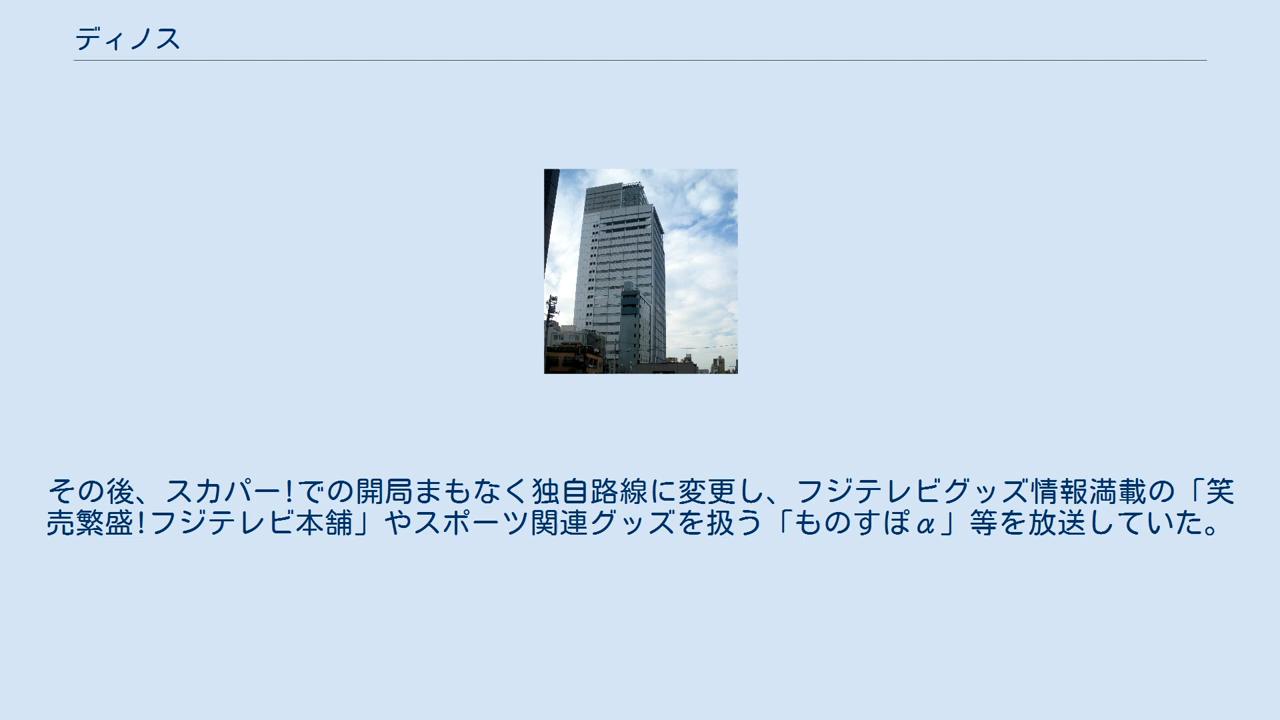 ディノス
その後、スカパー!での開局まもなく独自路線に変更し、フジテレビグッズ情報満載の「笑
売繁盛!フジテレビ本舗」やスポーツ関連グッズを扱う「ものすぽα」等を放送していた。